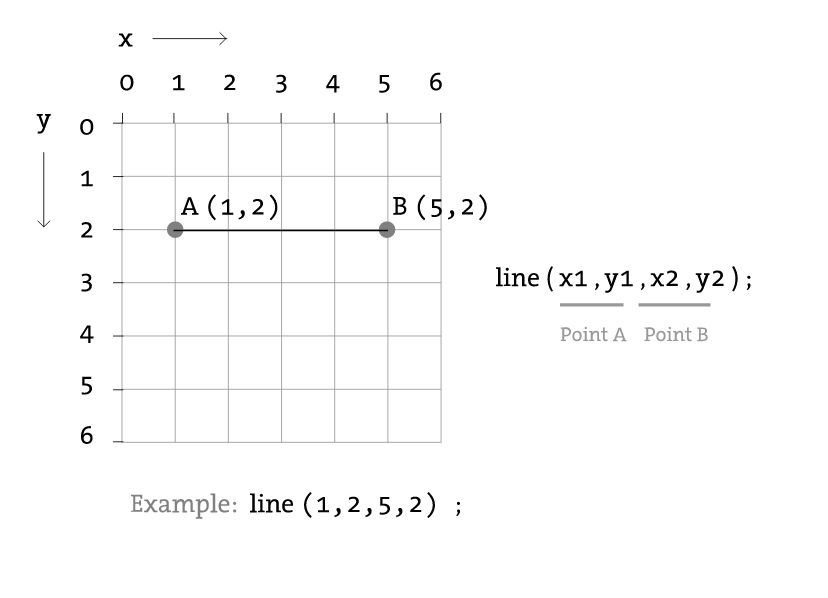 x
0 1 2 3 4 5 6
y
0
1
A (1,2) B (5,2)
2
3
line (x1,y1,x2,y2);
Point A Point B
4
5
6
Example: line (1,2,5,2) ;